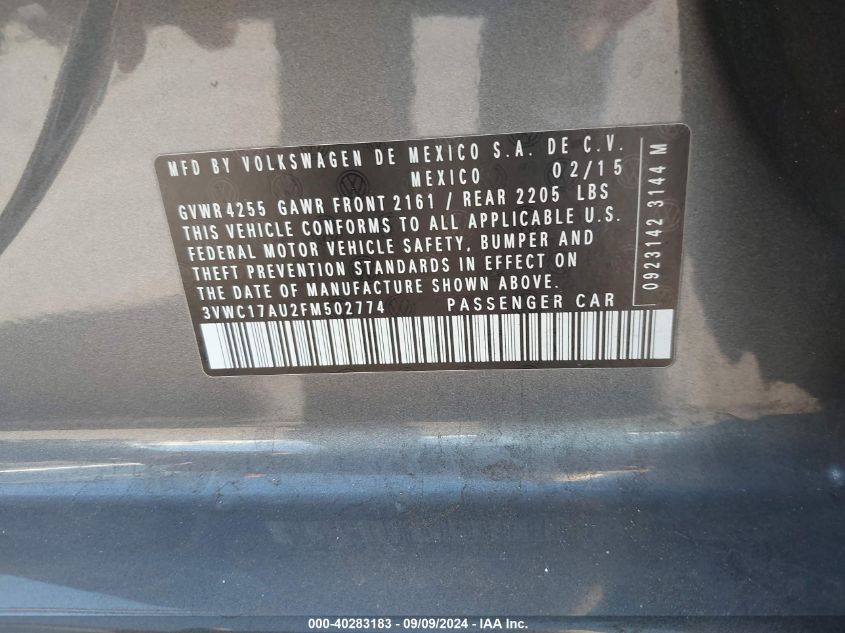 MFD BY VOLKSWAGEN DE MEXICO S.A. DE C.V.
MEXICO 02/15
GVWR 4255 GAWR FRONT 2161 / REAR 2205 LBS
THIS VEHICLE CONFORMS TO ALL APPLICABLE U.S.
FEDERAL MOTOR VEHICLE SAFETY, BUMPER AND
THEFT PREVENTION STANDARDS IN EFFECT ON
THE DATE OF MANUFACTURE SHOWN ABOVE.
3VWC17AU2FM502774 PASSENGER CAR
0923142 3144 M
000-40283183 - 09/09/2024 - IAA Inc.